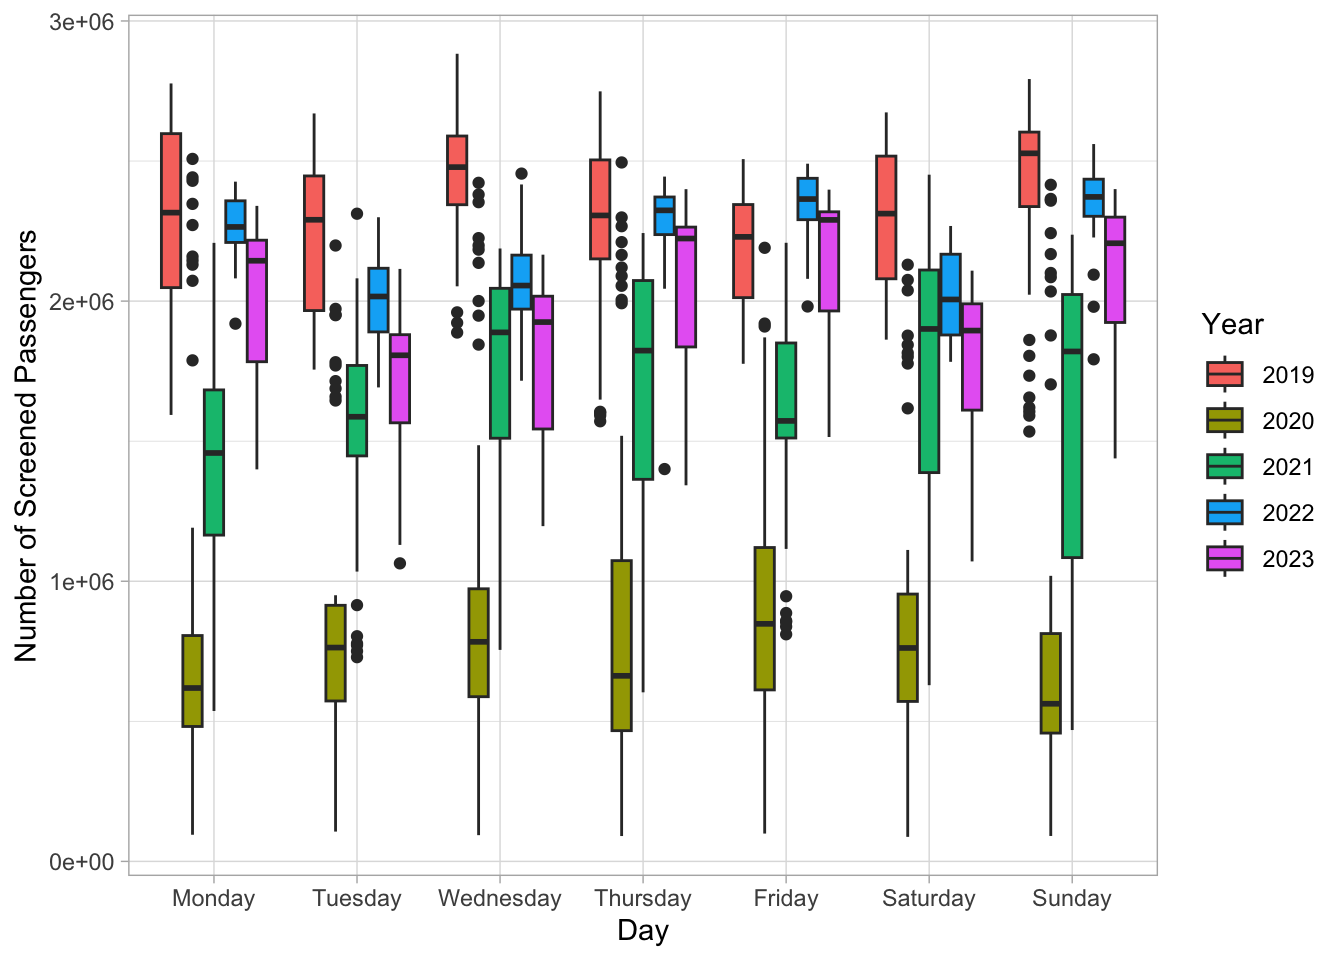 Number of Screened Passengers
3e+06
2e+06
1e+06
0e+00
Monday Tuesday Wednesday Thursday Friday Saturday Sunday
Day
Year
2019
2020
2021
2022
2023